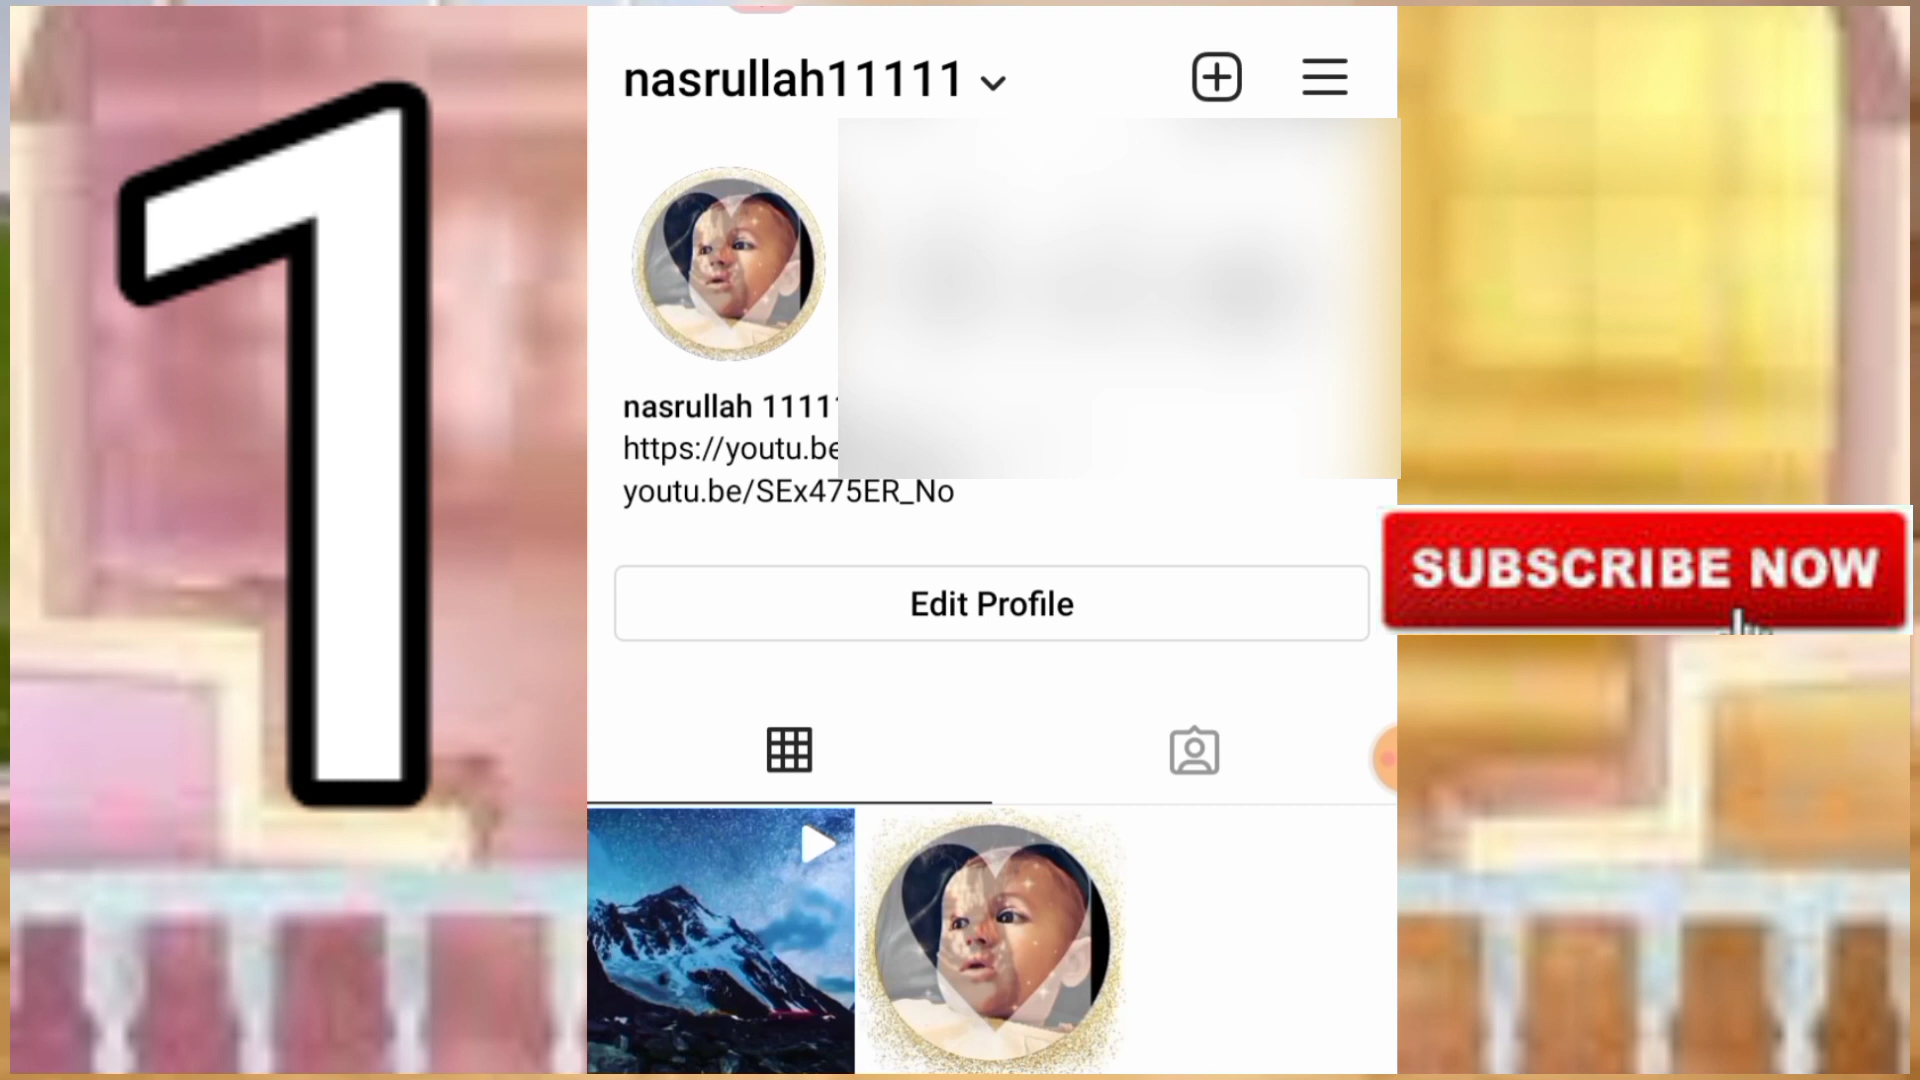 1
nasrullah11111
nasrullah 1111
https://youtu.be
youtu.be/SEx475ER_No
SUBSCRIBE NOW
Edit Profile